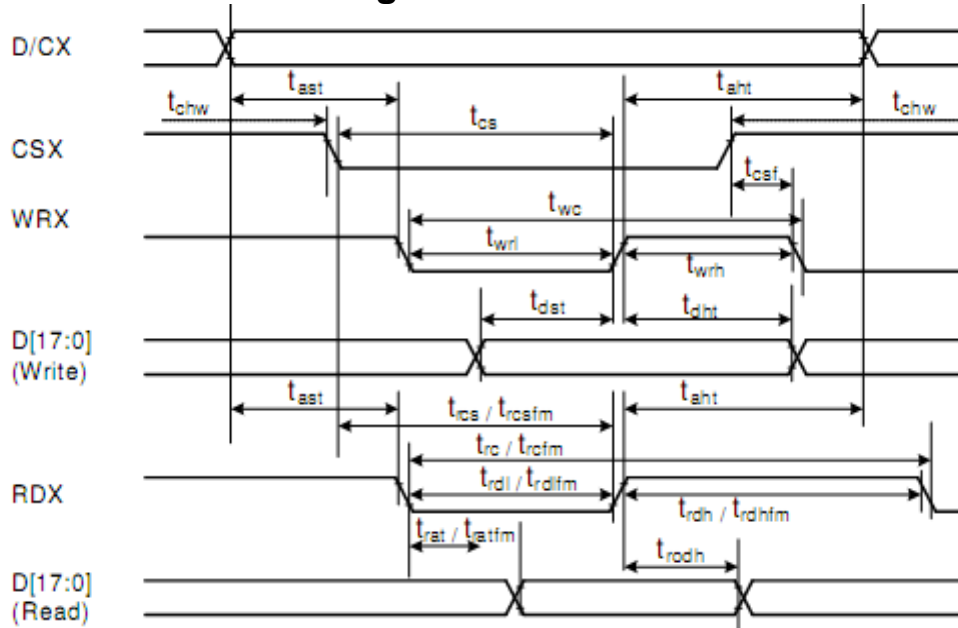 g
D/CX
t_ast t_aht
t_chw t_chw
t_cs
CSX
t_csf
WRX
t_wc
t_wrl
t_wrh
t_dst t_dht
D[17:0]
(Write)
t_ast t_aht
t_rcs / t_rcsfm
t_rc / t_rcfm
RDX
t_rdl / t_rdlfm
t_rdh / t_rdhfm
t_rat / t_ratfm
t_rodh
D[17:0]
(Read)